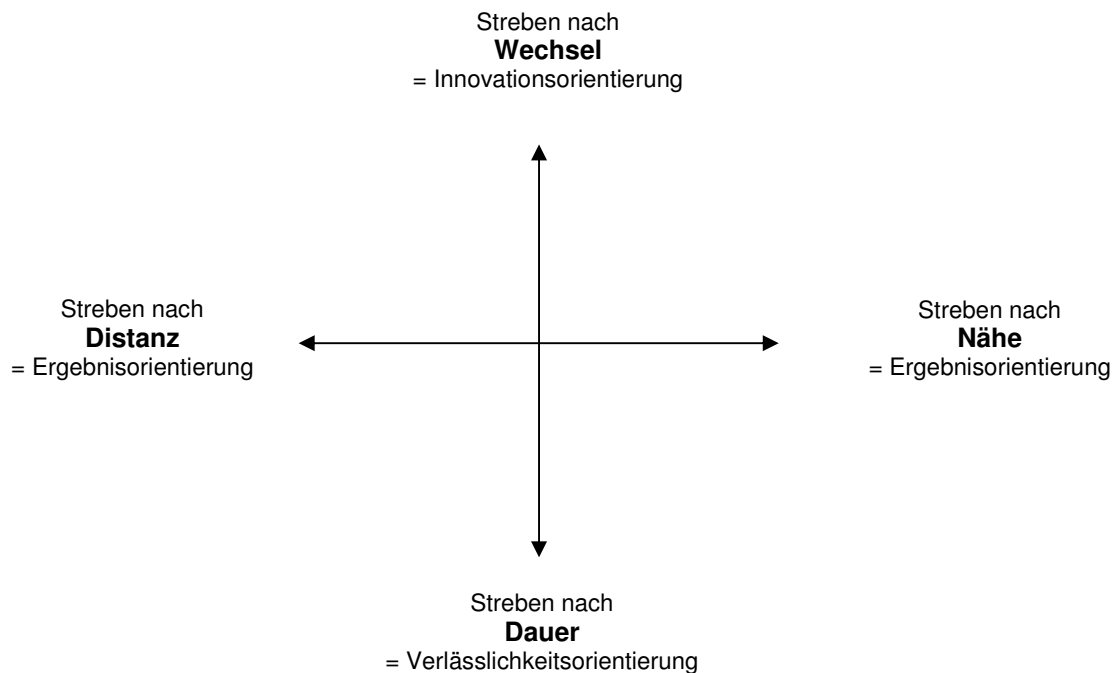 Streben nach
Wechsel
= Innovationsorientierung
Streben nach
Distanz
= Ergebnisorientierung
Streben nach
Nähe
= Ergebnisorientierung
Streben nach
Dauer
= Verlässlichkeitsorientierung